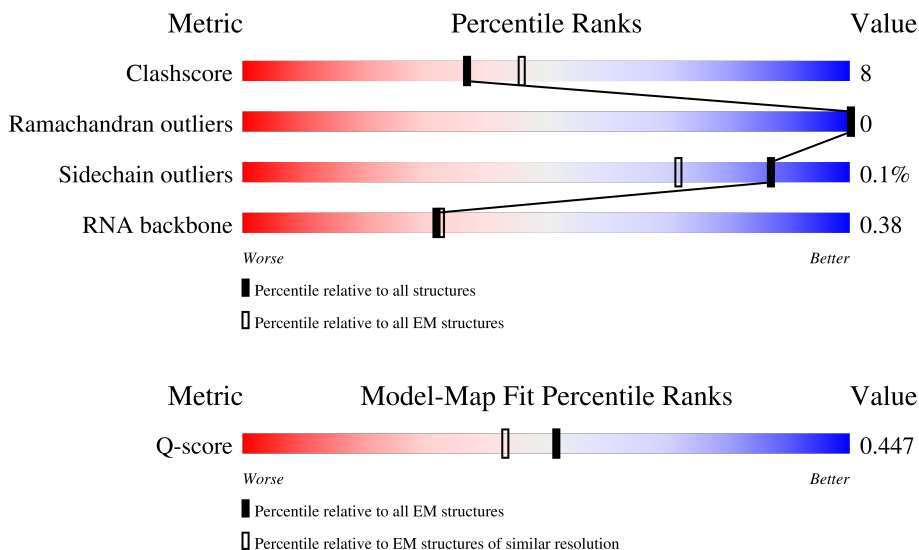 Metric Percentile Ranks Value
Clashscore 8
Ramachandran outliers 0
Sidechain outliers 0.1%
RNA backbone 0.38
Worse Better
Percentile relative to all structures
Percentile relative to all EM structures
Metric Model-Map Fit Percentile Ranks Value
Q-score 0.447
Worse Better
Percentile relative to all EM structures
Percentile relative to EM structures of similar resolution